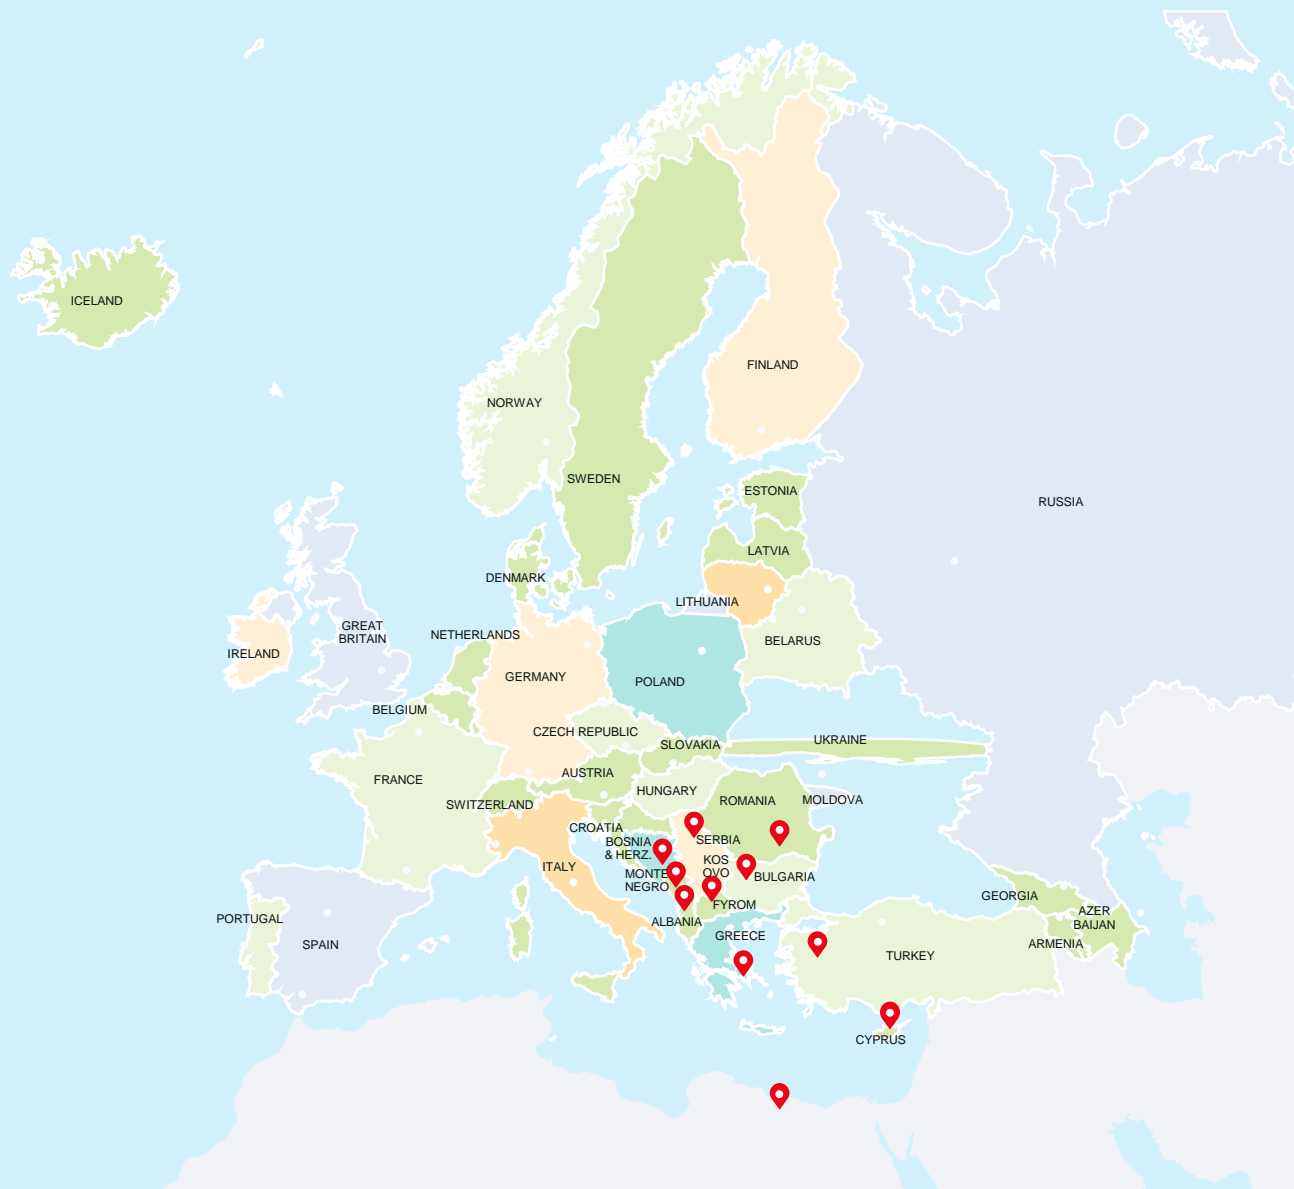 ICELAND
FINLAND
NORWAY
SWEDEN
ESTONIA
RUSSIA
LATVIA
DENMARK
LITHUANIA
GREAT
BRITAIN
NETHERLANDS
BELARUS
IRELAND
GERMANY
POLAND
BELGIUM
CZECH REPUBLIC
UKRAINE
SLOVAKIA
FRANCE
AUSTRIA
HUNGARY
SWITZERLAND
ROMANIA
MOLDOVA
CROATIA
BOSNIA
& HERZ.
SERBIA
ITALY
KOS
OVO
MONTE
NEGRO
BULGARIA
GEORGIA
FYROM
AZER
BAIJAN
PORTUGAL
ALBANIA
SPAIN
GREECE
ARMENIA
TURKEY
CYPRUS